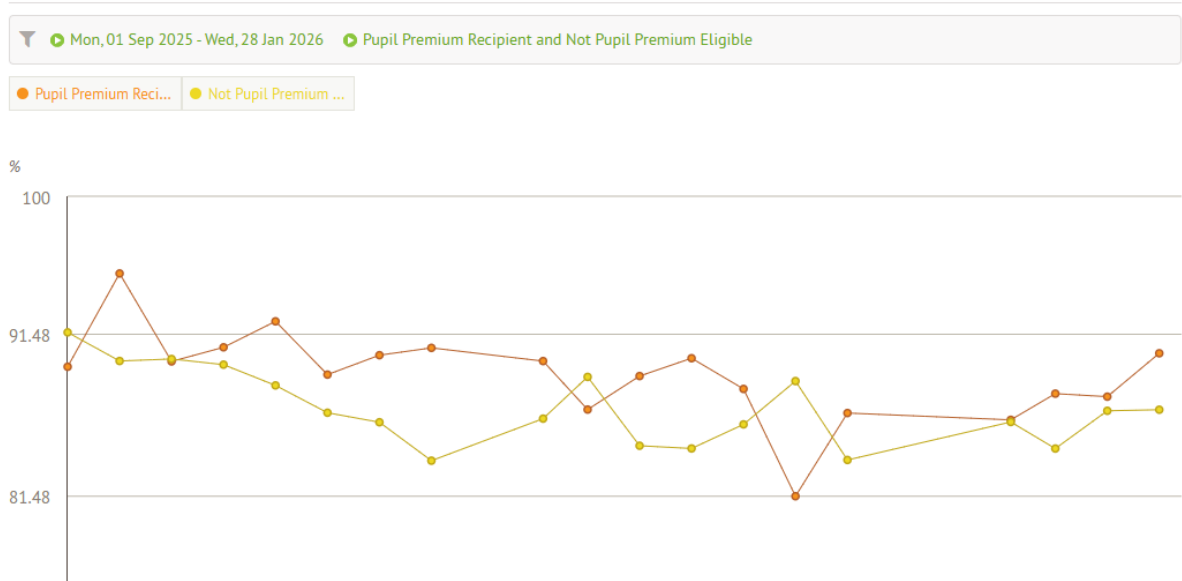 Mon, 01 Sep 2025 - Wed, 28 Jan 2026 Pupil Premium Recipient and Not Pupil Premium Eligible
Pupil Premium Reci... Not Pupil Premium ...
%
100
91.48
81.48